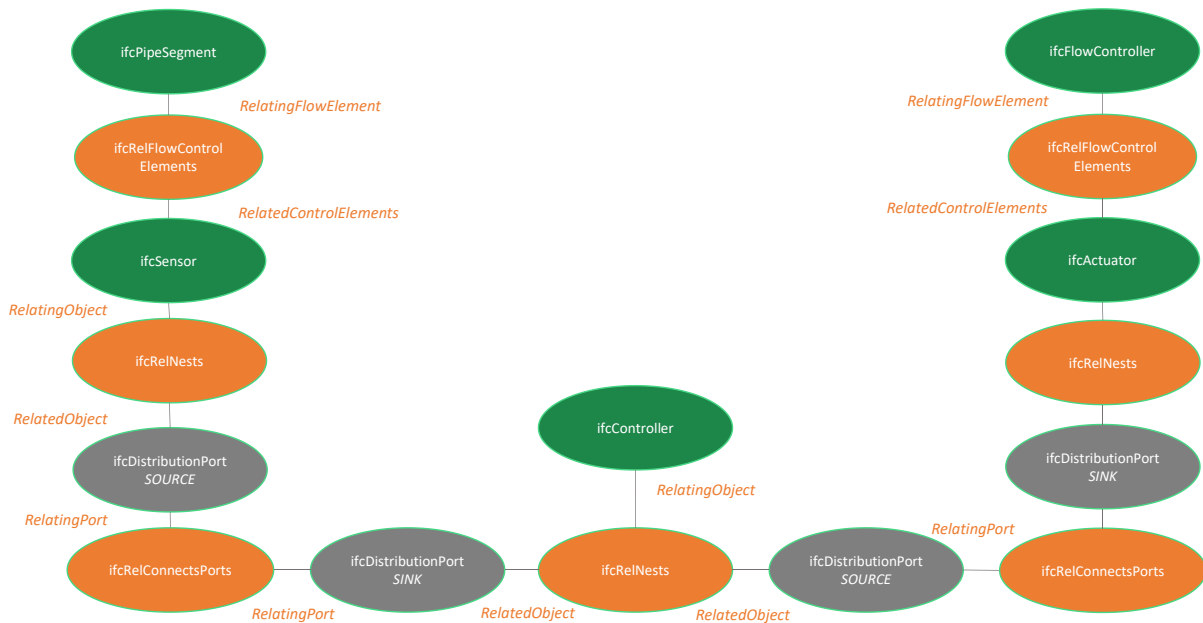 ifcPipeSegment
ifcFlowController
RelatingFlowElement
RelatingFlowElement
ifcRelFlowControl
Elements
ifcRelFlowControl
Elements
RelatedControlElements
RelatedControlElements
ifcSensor
ifcActuator
RelatingObject
ifcRelNests
ifcRelNests
RelatedObject
ifcController
ifcDistributionPort
SOURCE
ifcDistributionPort
SINK
RelatingObject
RelatingPort
RelatingPort
ifcRelConnectsPorts
ifcDistributionPort
SINK
ifcRelNests
ifcDistributionPort
SOURCE
ifcRelConnectsPorts
RelatingPort
RelatedObject
RelatedObject